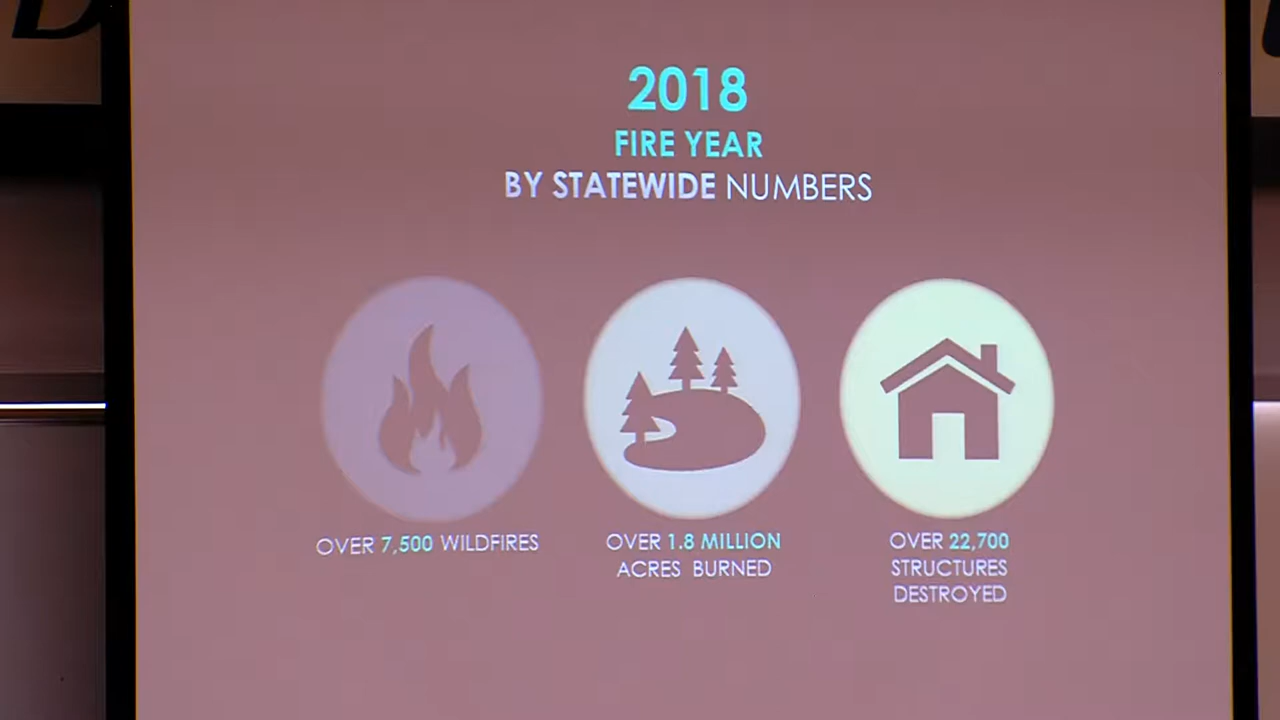 2018
FIRE YEAR
BY STATEWIDE NUMBERS
OVER 7,500 WILDFIRES
OVER 1.8 MILLION
ACRES BURNED
OVER 22,700
STRUCTURES
DESTROYED